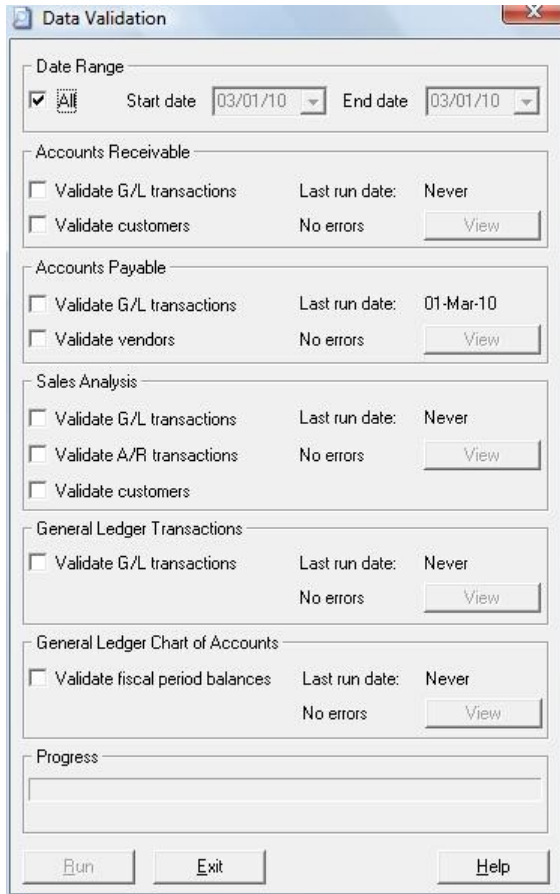 Data Validation
Date Range
All Start date 03/01/10 End date 03/01/10
Accounts Receivable
Validate G/L transactions Last run date: Never
Validate customers No errors View
Accounts Payable
Validate G/L transactions Last run date: 01-Mar-10
Validate vendors No errors View
Sales Analysis
Validate G/L transactions Last run date: Never
Validate A/R transactions No errors View
Validate customers
General Ledger Transactions
Validate G/L transactions Last run date: Never
No errors View
General Ledger Chart of Accounts
Validate fiscal period balances Last run date: Never
No errors View
Progress
Run Exit Help